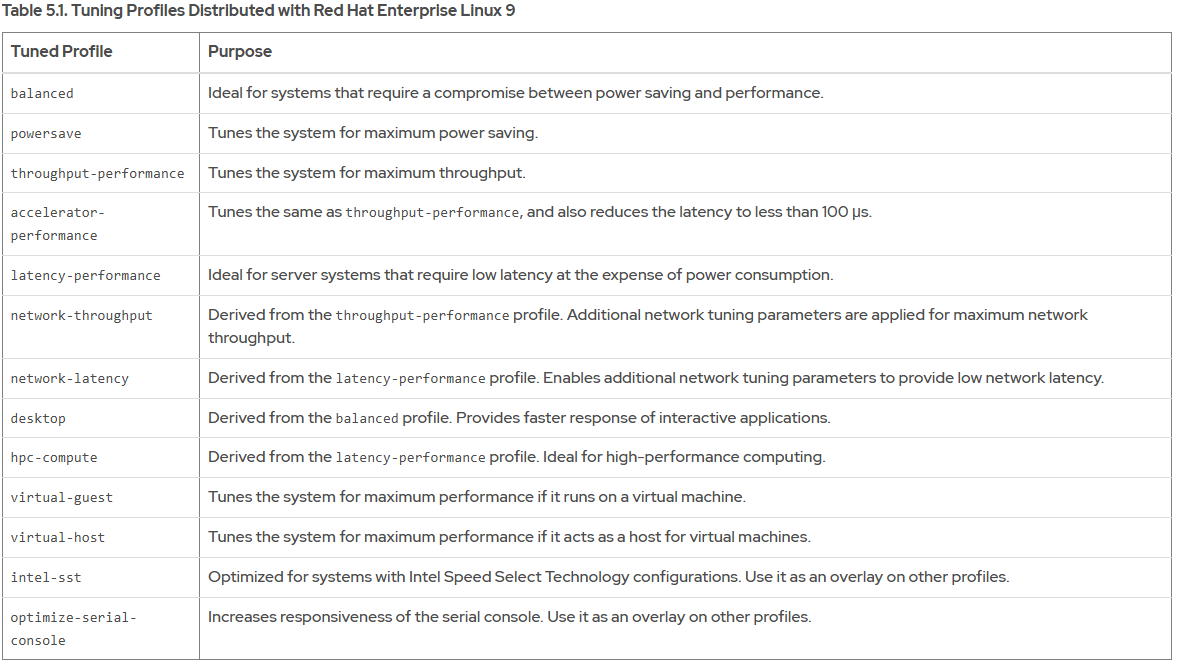 Table 5.1. Tuning Profiles Distributed with Red Hat Enterprise Linux 9
Tuned Profile Purpose
balanced Ideal for systems that require a compromise between power saving and performance.
powersave Tunes the system for maximum power saving.
throughput-performance Tunes the system for maximum throughput.
accelerator- Tunes the same as throughput-performance, and also reduces the latency to less than 100 μs.
performance
latency-performance Ideal for server systems that require low latency at the expense of power consumption.
network-throughput Derived from the throughput-performance profile. Additional network tuning parameters are applied for maximum network
throughput.
network-latency Derived from the latency-performance profile. Enables additional network tuning parameters to provide low network latency.
desktop Derived from the balanced profile. Provides faster response of interactive applications.
hpc-compute Derived from the latency-performance profile. Ideal for high-performance computing.
virtual-guest Tunes the system for maximum performance if it runs on a virtual machine.
virtual-host Tunes the system for maximum performance if it acts as a host for virtual machines.
intel-sst Optimized for systems with Intel Speed Select Technology configurations. Use it as an overlay on other profiles.
optimize-serial- Increases responsiveness of the serial console. Use it as an overlay on other profiles.
console